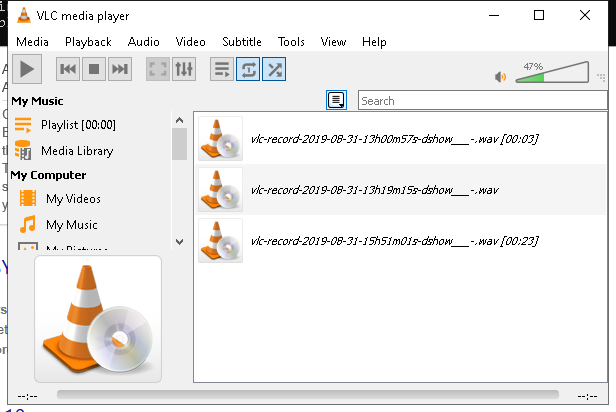 VLC media player
Media Playback Audio Video Subtitle Tools View Help
47%
Search
My Music
Playlist [00:00]
Media Library
My Computer
My Videos
My Music
My Pictures
vlc-record-2019-08-31-13h00m57s-dshow___-.wav [00:03]
vlc-record-2019-08-31-13h19m15s-dshow___-.wav
vlc-record-2019-08-31-15h51m01s-dshow___-.wav [00:23]
--:-- --:--